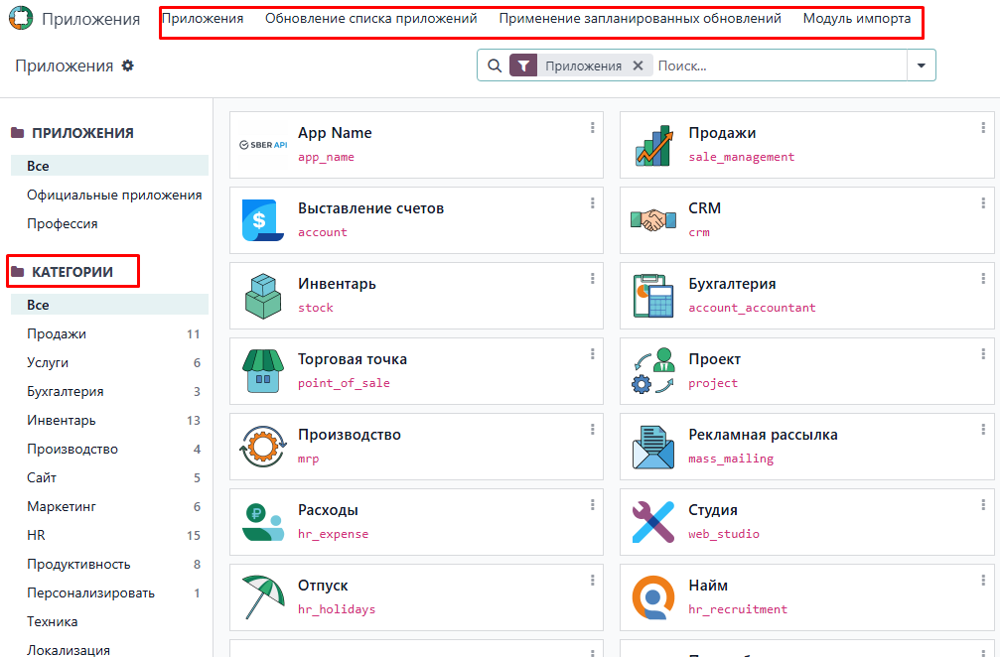 Приложения
Приложения Обновление списка приложений Применение запланированных обновлений Модуль импорта
Приложения
Приложения
Поиск...
ПРИЛОЖЕНИЯ
Все
Официальные приложения
Профессия
КАТЕГОРИИ
Все
Продажи 11
Услуги 6
Бухгалтерия 3
Инвентарь 13
Производство 4
Сайт 5
Маркетинг 6
HR 15
Продуктивность 8
Персонализировать 1
Техника
Локализация
SBER API
App Name
app_name
Продажи
sale_management
Выставление счетов
account
CRM
crm
Инвентарь
stock
Бухгалтерия
account_accountant
Торговая точка
point_of_sale
Проект
project
Производство
mrp
Рекламная рассылка
mass_mailing
Расходы
hr_expense
Студия
web_studio
Отпуск
hr_holidays
Найм
hr_recruitment